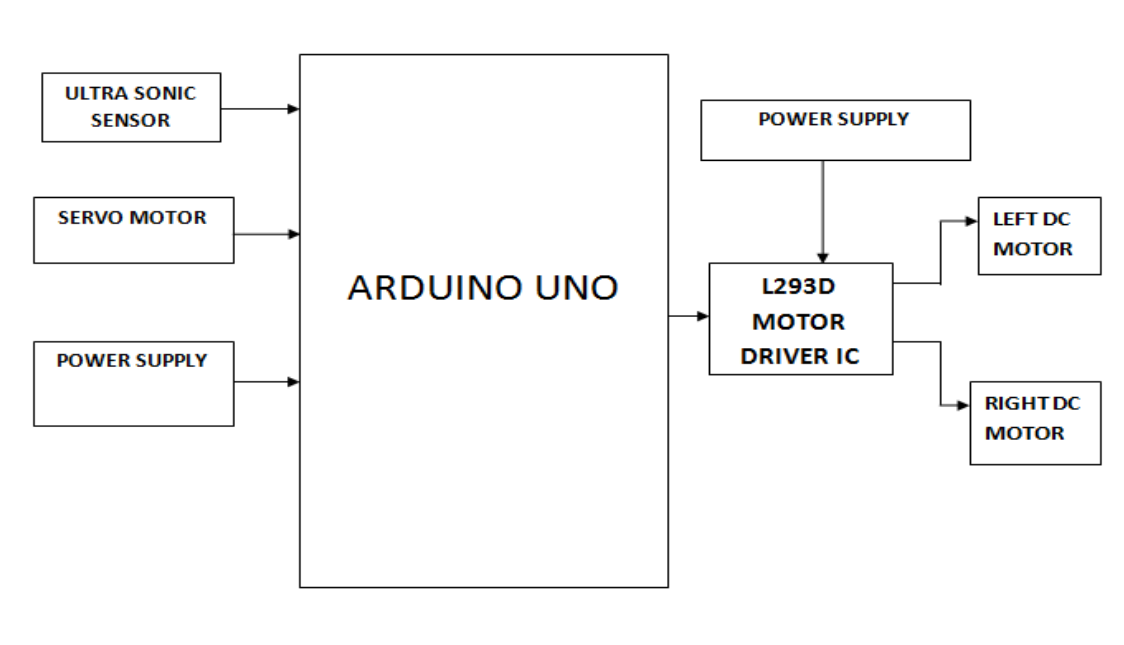 ULTRA SONIC
SENSOR
SERVO MOTOR
POWER SUPPLY
ARDUINO UNO
POWER SUPPLY
L293D
MOTOR
DRIVER IC
LEFT DC
MOTOR
RIGHT DC
MOTOR